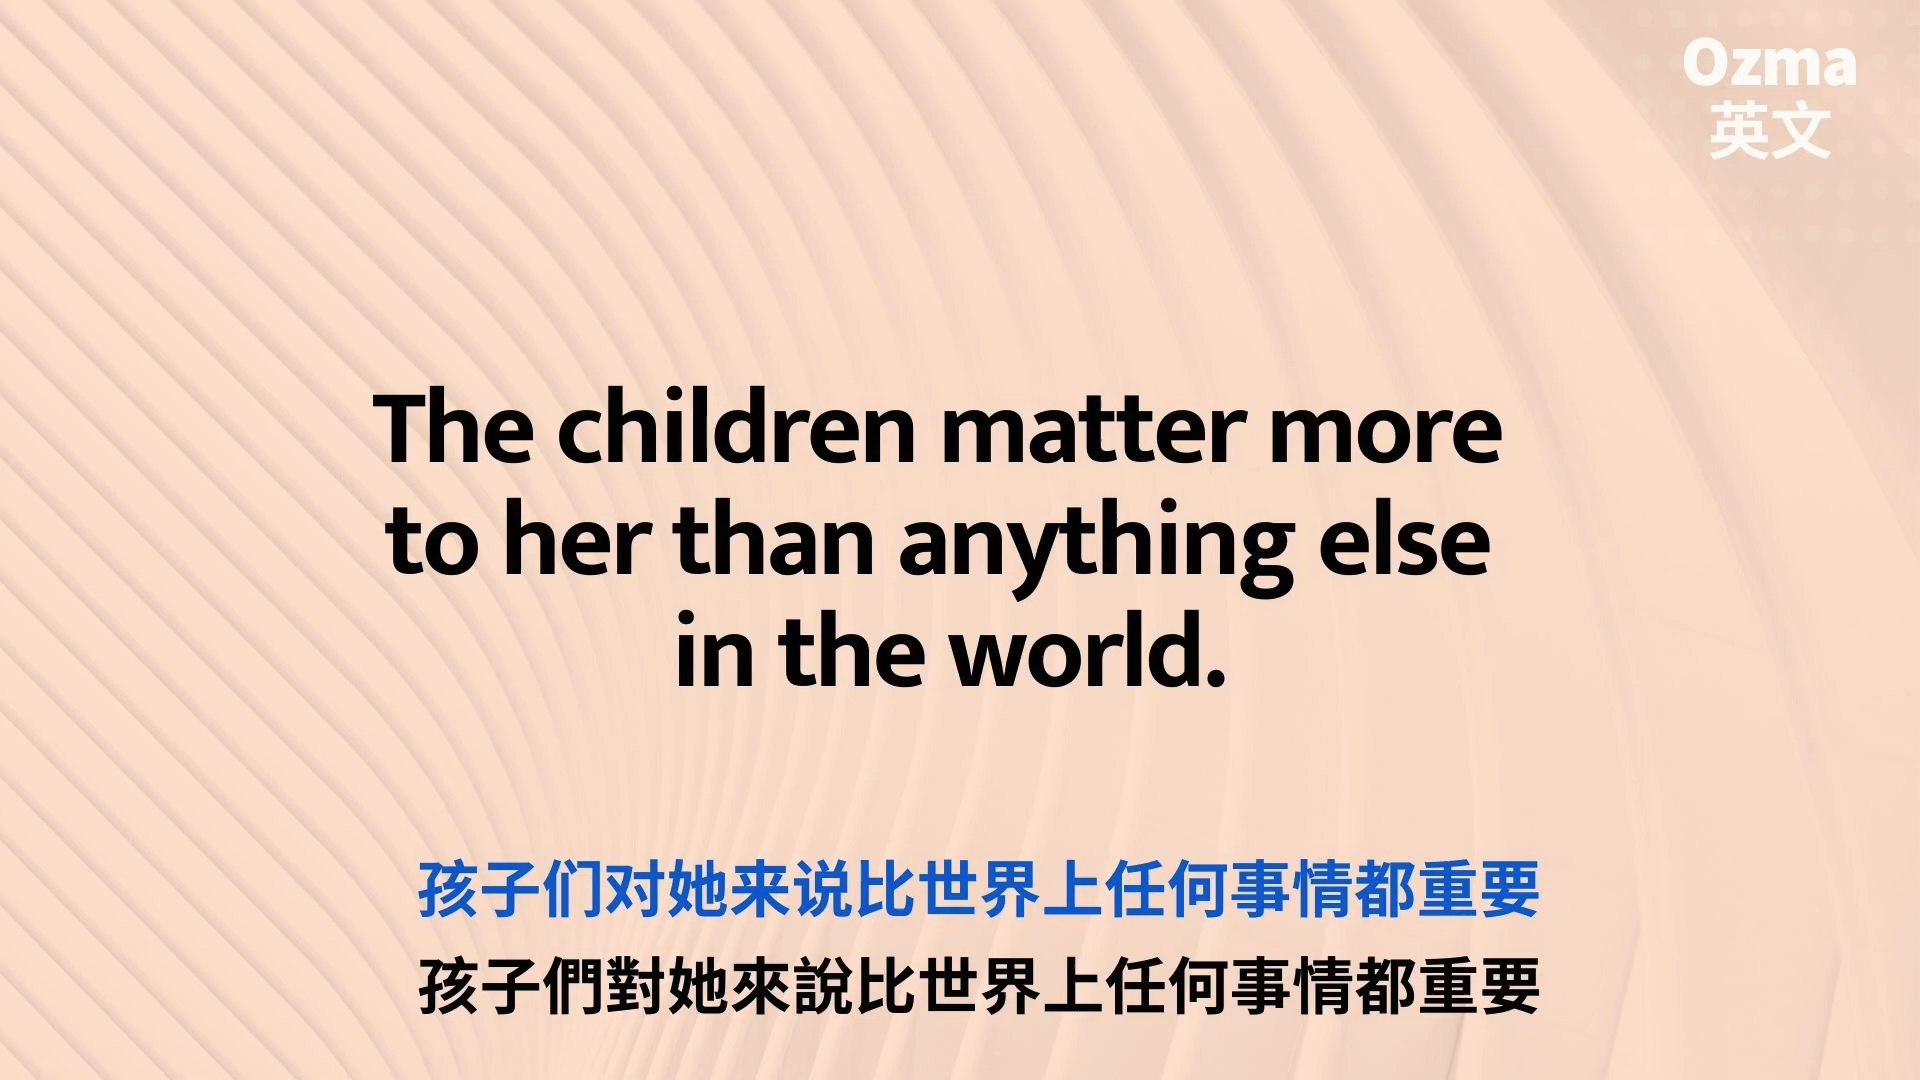 Ozma
英文
The children matter more
to her than anything else
in the world.
孩子们对她来说比世界上任何事情都重要
孩子們對她來說比世界上任何事情都重要